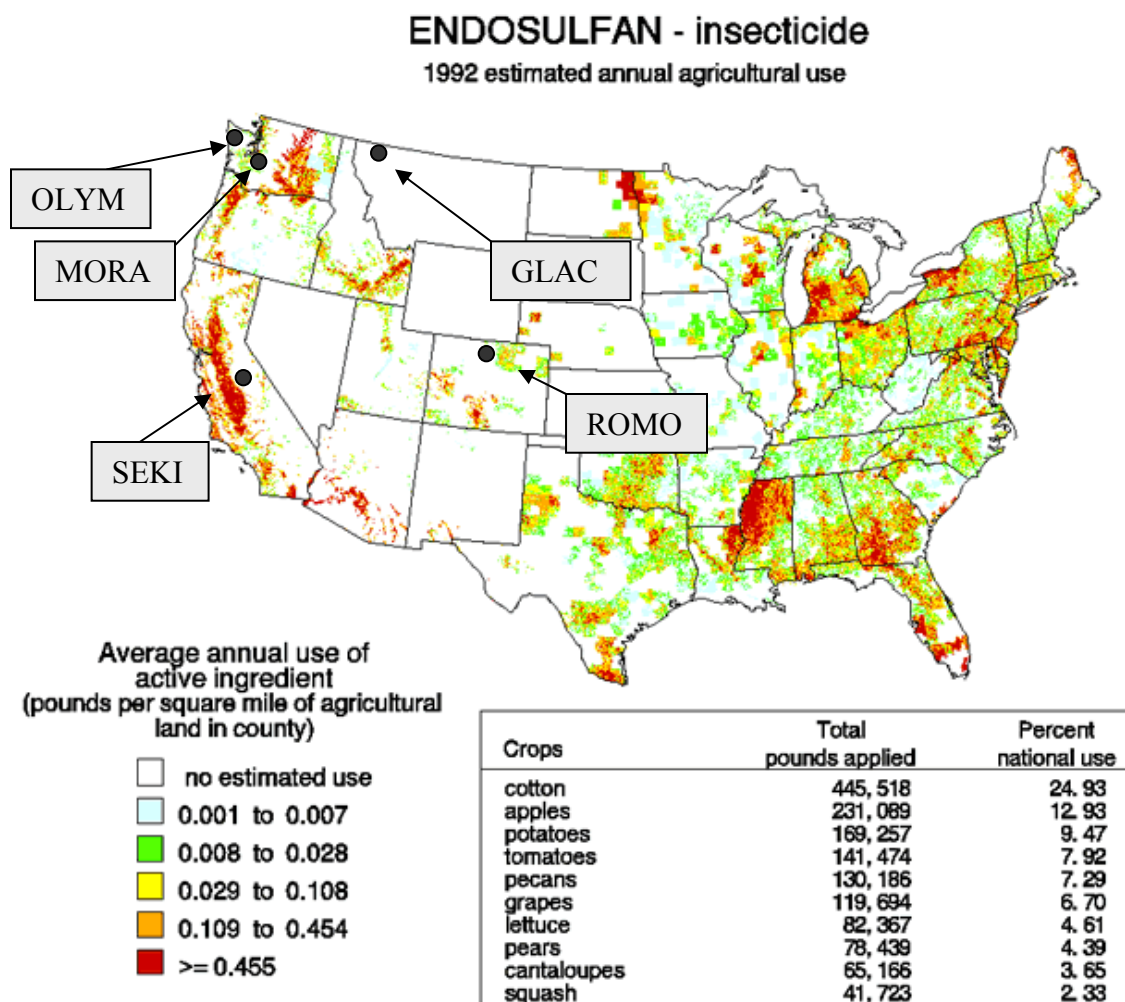 ENDOSULFAN - insecticide
1992 estimated annual agricultural use
OLYM
MORA
GLAC
ROMO
SEKI
Average annual use of
active ingredient
(pounds per square mile of agricultural
land in county)
no estimated use
0.001 to 0.007
0.008 to 0.028
0.029 to 0.108
0.109 to 0.454
>= 0.455
Crops Total pounds applied Percent national use
cotton 445,518 24.93
apples 231,089 12.93
potatoes 169,257 9.47
tomatoes 141,474 7.92
pecans 130,186 7.29
grapes 119,694 6.70
lettuce 82,367 4.61
pears 78,439 4.39
cantaloupes 65,166 3.65
squash 41,723 2.33